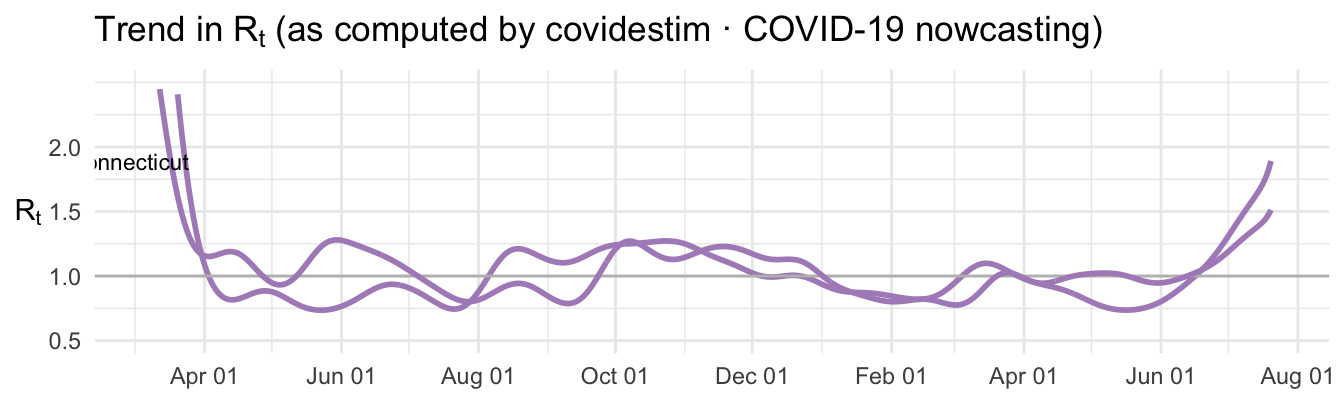 Trend in Rt (as computed by covidestim · COVID-19 nowcasting)
2.0
onnecticut
Rt
1.5
1.0
0.5
Apr 01 Jun 01 Aug 01 Oct 01 Dec 01 Feb 01 Apr 01 Jun 01 Aug 01